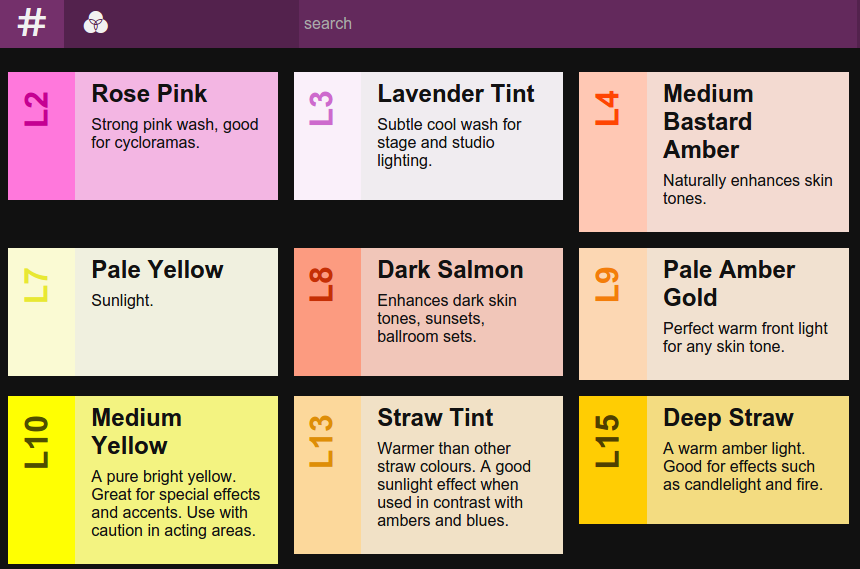 #
search
L2
Rose Pink
Strong pink wash, good
for cycloramas.
L3
Lavender Tint
Subtle cool wash for
stage and studio
lighting.
L4
Medium
Bastard
Amber
Naturally enhances skin
tones.
L7
Pale Yellow
Sunlight.
L8
Dark Salmon
Enhances dark skin
tones, sunsets,
ballroom sets.
L9
Pale Amber
Gold
Perfect warm front light
for any skin tone.
L10
Medium
Yellow
A pure bright yellow.
Great for special effects
and accents. Use with
caution in acting areas.
L13
Straw Tint
Warmer than other
straw colours. A good
sunlight effect when
used in contrast with
ambers and blues.
L15
Deep Straw
A warm amber light.
Good for effects such
as candlelight and fire.